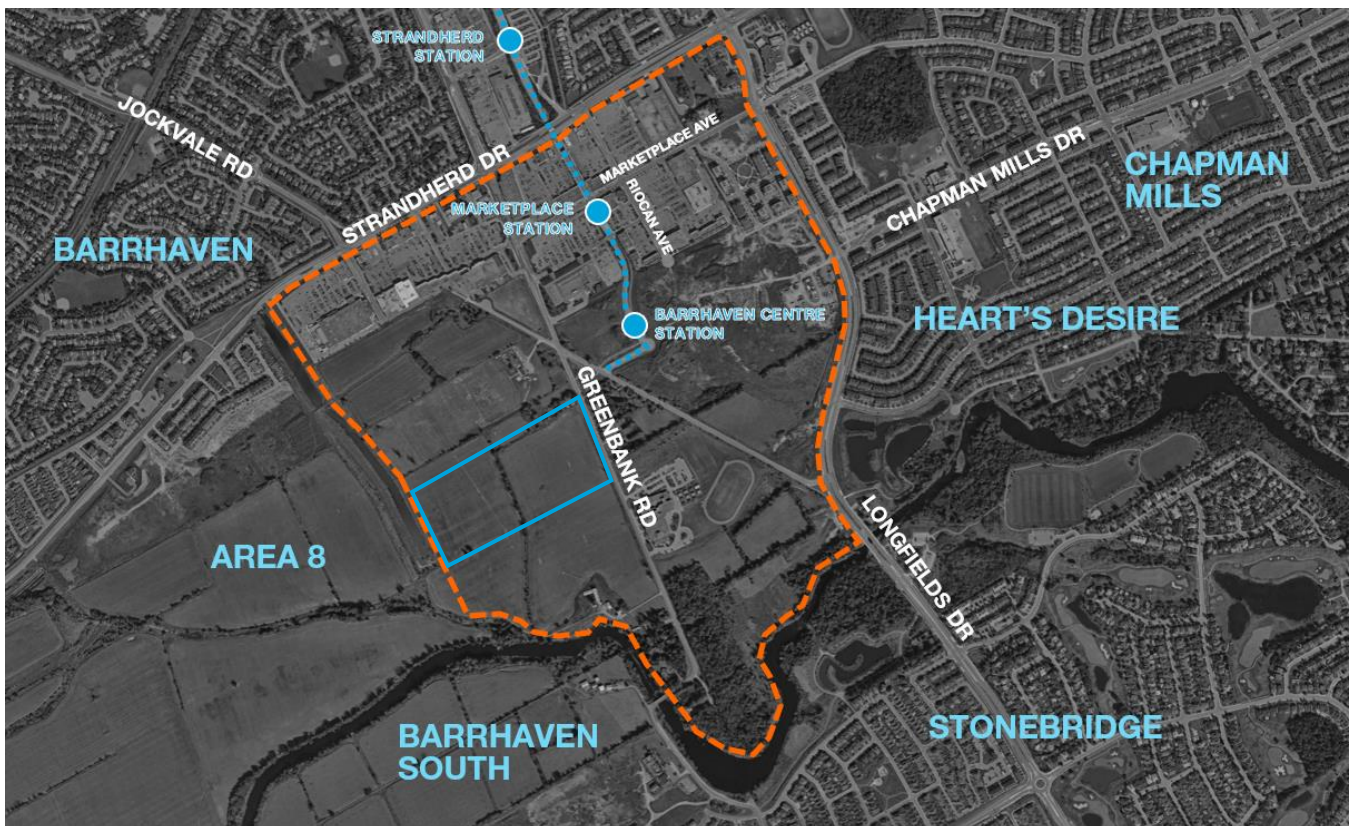 STRANDHERD
STATION
JOCKVALE RD
STRANDHERD DR
MARKETPLACE AVE
CHAPMAN MILLS DR
CHAPMAN
MILLS
MARKETPLACE
STATION
RIOCAN AVE
BARRHAVEN
BARRHAVEN CENTRE
STATION
HEART'S DESIRE
GREENBANK RD
LONGFIELDS DR
AREA 8
BARRHAVEN
SOUTH
STONEBRIDGE